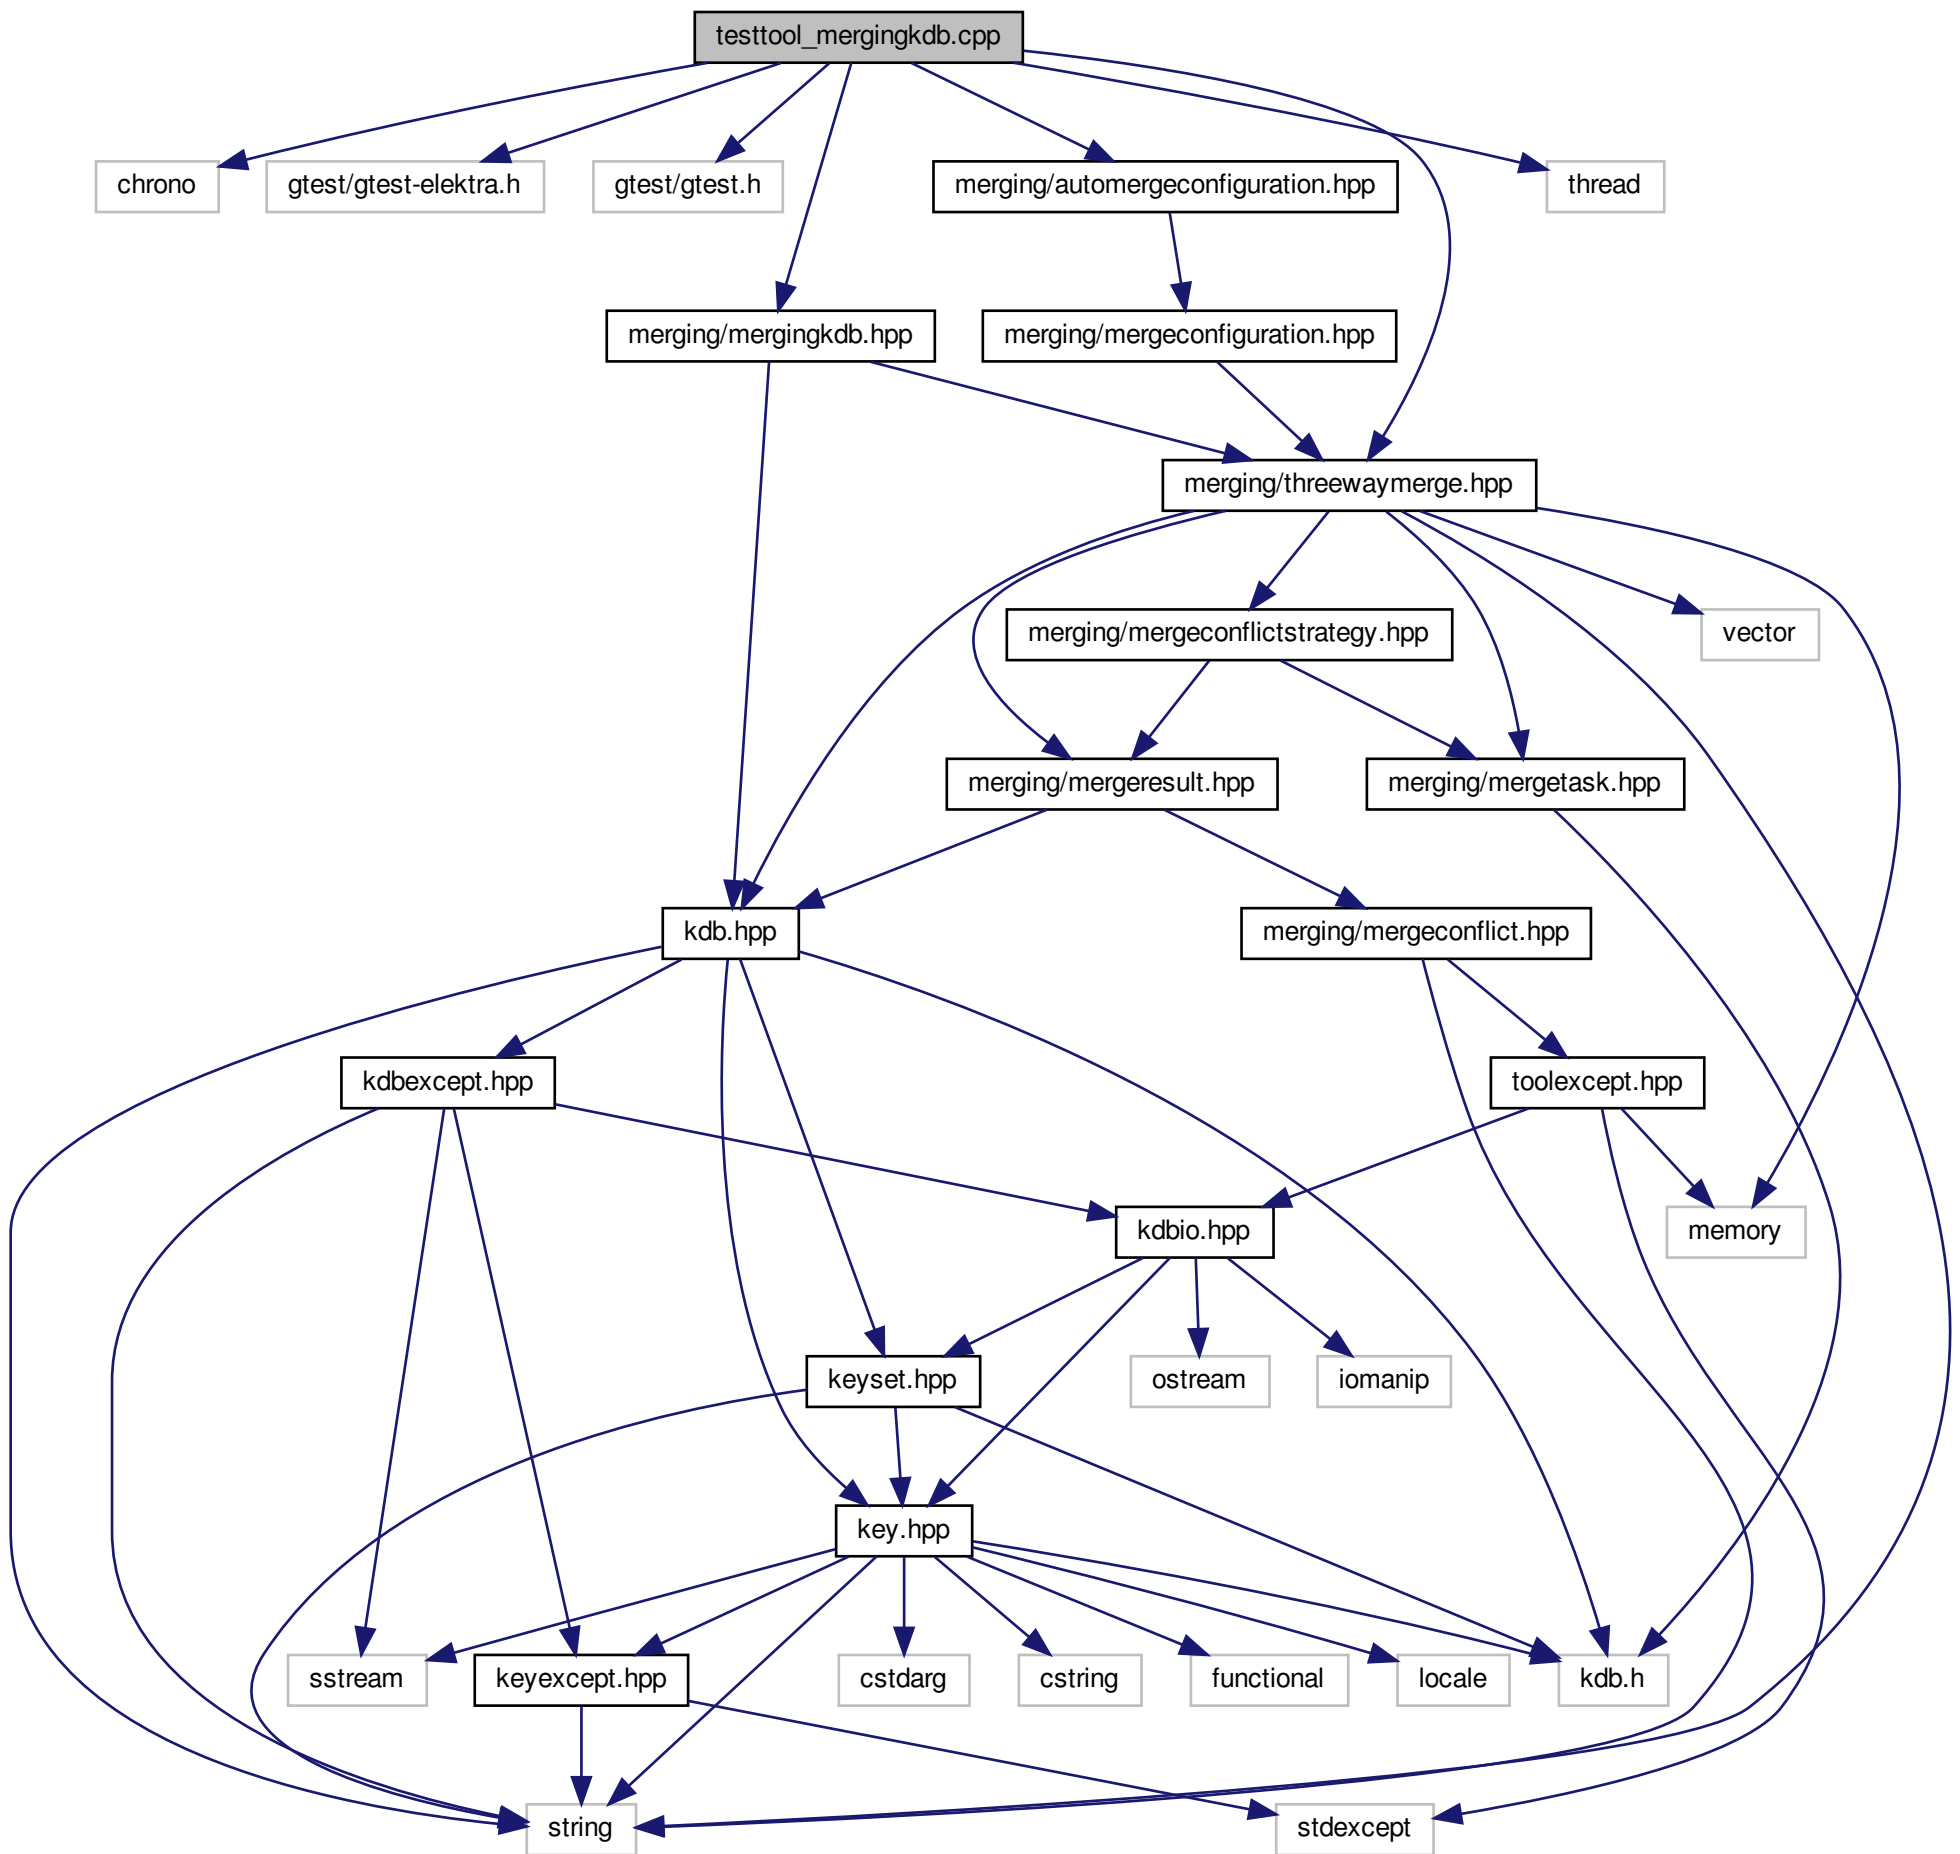 testtool_mergingkdb.cpp
chrono
gtest/gtest-elektra.h
gtest/gtest.h
merging/automergeconfiguration.hpp
thread
merging/mergingkdb.hpp
merging/mergeconfiguration.hpp
merging/threewaymerge.hpp
merging/mergeconflictstrategy.hpp
vector
merging/mergeresult.hpp
merging/mergetask.hpp
kdb.hpp
merging/mergeconflict.hpp
kdbexcept.hpp
toolexcept.hpp
kdbio.hpp
memory
keyset.hpp
ostream
iomanip
key.hpp
sstream
keyexcept.hpp
cstdarg
cstring
functional
locale
kdb.h
string
stdexcept